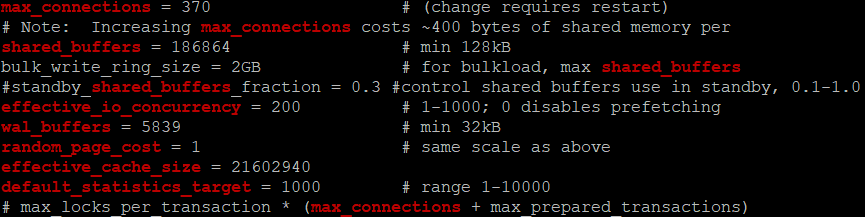 max_connections = 370 # (change requires restart)
# Note:  Increasing max_connections costs ~400 bytes of shared memory per
shared_buffers = 186864 # min 128kB
bulk_write_ring_size = 2GB # for bulkload, max shared_buffers
#standby_shared_buffers_fraction = 0.3 #control shared buffers use in standby, 0.1-1.0
effective_io_concurrency = 200 # 1-1000; 0 disables prefetching
wal_buffers = 5839 # min 32kB
random_page_cost = 1 # same scale as above
effective_cache_size = 21602940
default_statistics_target = 1000 # range 1-10000
# max_locks_per_transaction * (max_connections + max_prepared_transactions)